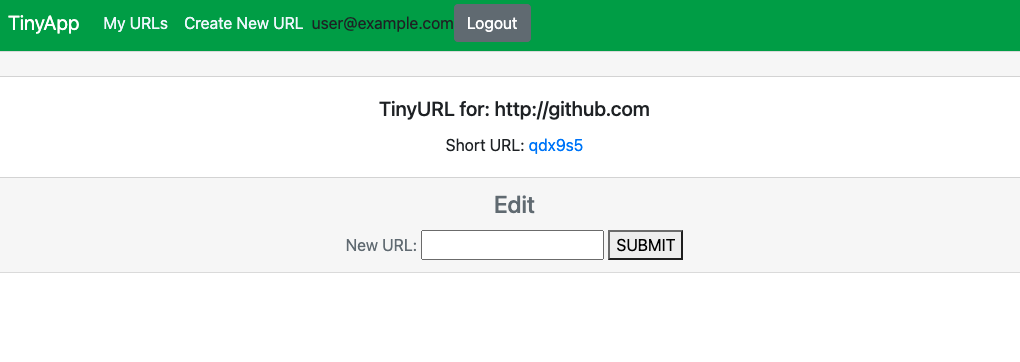 TinyApp My URLs Create New URL user@example.com Logout
TinyURL for: http://github.com
Short URL: qdx9s5
Edit
New URL: SUBMIT